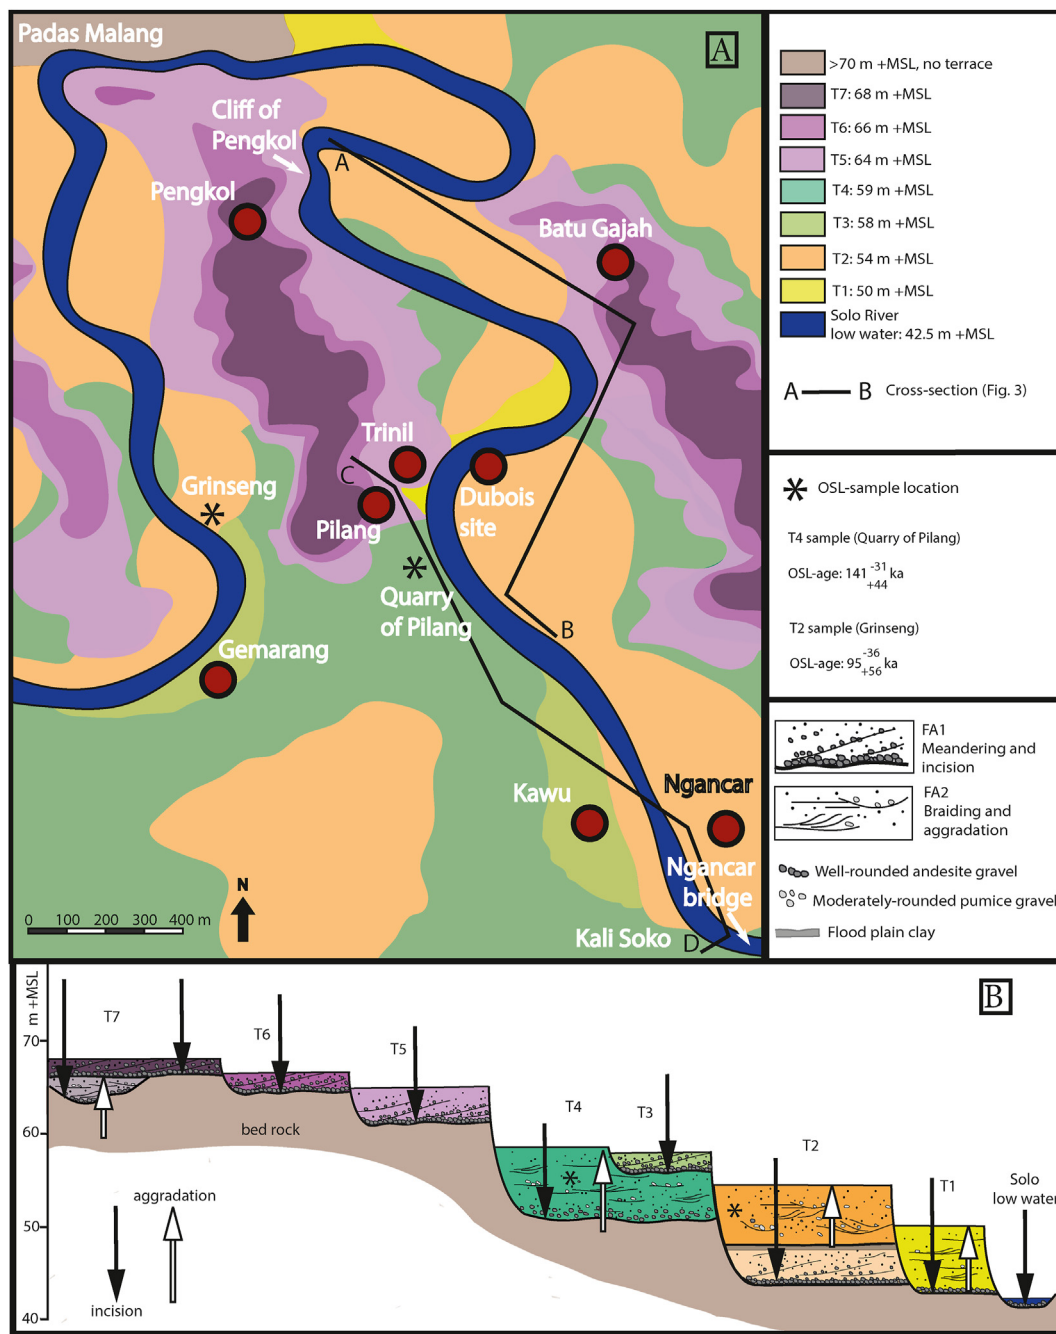 Padas Malang
A
Cliff of
Pengkol
A
Pengkol
Batu Gajah
Trinil
C
Grinseng
Dubois
site
Pilang
Quarry
of Pilang
B
Gemarang
Kawu
Ngancar
Ngancar
bridge
N
0 100 200 300 400 m
Kali Soko
D
>70 m +MSL, no terrace
T7: 68 m +MSL
T6: 66 m +MSL
T5: 64 m +MSL
T4: 59 m +MSL
T3: 58 m +MSL
T2: 54 m +MSL
T1: 50 m +MSL
Solo River
low water: 42.5 m +MSL
A B Cross-section (Fig. 3)
OSL-sample location
T4 sample (Quarry of Pilang)
OSL-age: 141 -31 +44 ka
T2 sample (Grinseng)
OSL-age: 95 -36 +56 ka
FA1
Meandering and
incision
FA2
Braiding and
aggradation
Well-rounded andesite gravel
Moderately-rounded pumice gravel
Flood plain clay
B
m +MSL
70
60
50
40
T7
T6
T5
T4
T3
T2
T1
Solo
low water
bed rock
aggradation
incision